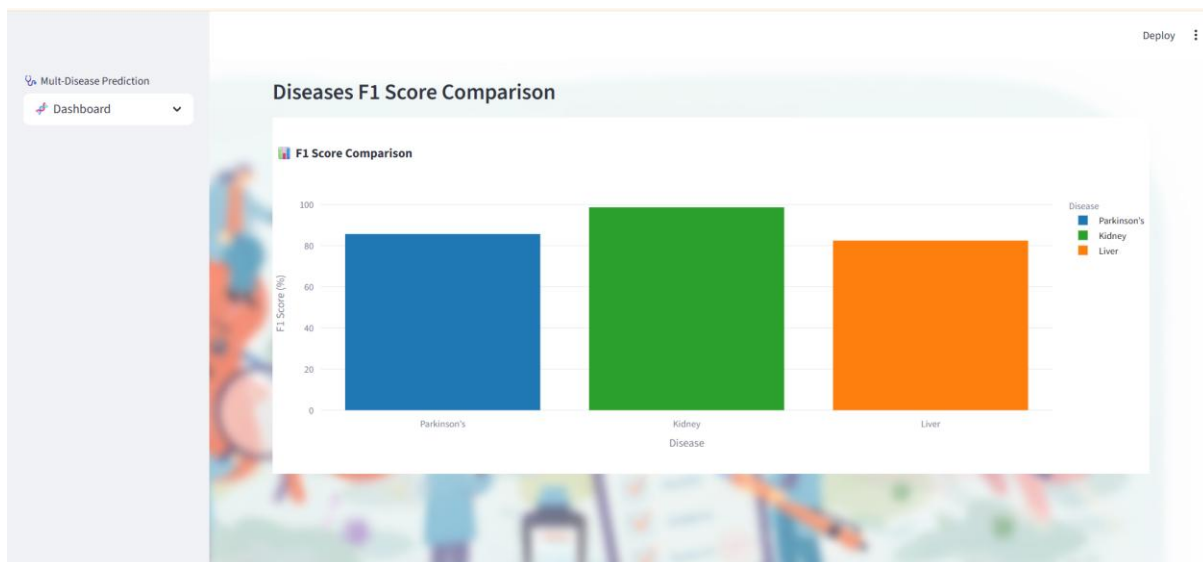 Deploy
Mult-Disease Prediction
Dashboard
Diseases F1 Score Comparison
F1 Score Comparison
100
80
60
40
20
0
F1 Score (%)
Parkinson's
Kidney
Liver
Disease
Disease
Parkinson's
Kidney
Liver